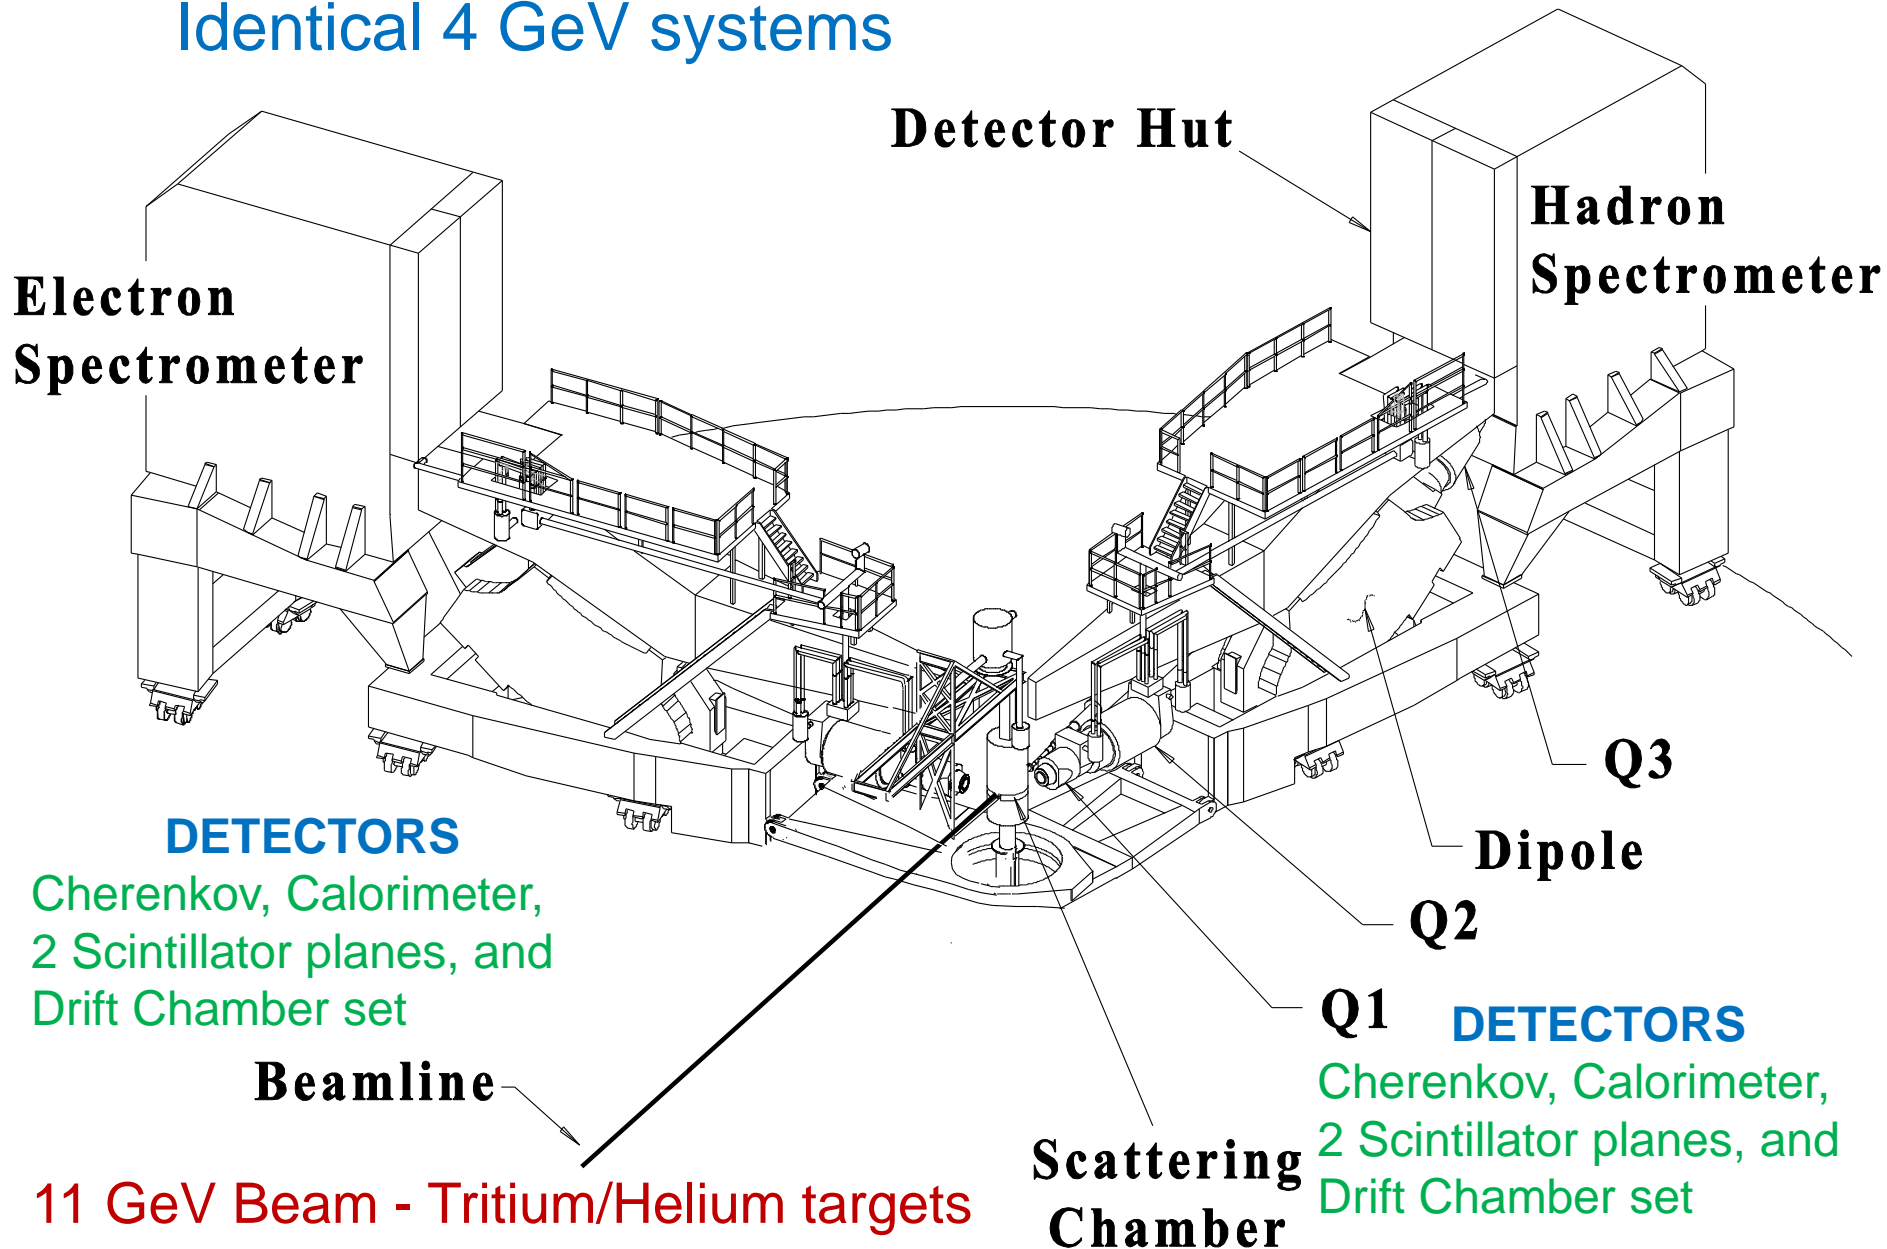 Identical 4 GeV systems
Detector Hut
Hadron
Spectrometer
Electron
Spectrometer
Q3
Dipole
Q2
Q1
DETECTORS
Cherenkov, Calorimeter,
2 Scintillator planes, and
Drift Chamber set
Beamline
Scattering
Chamber
DETECTORS
Cherenkov, Calorimeter,
2 Scintillator planes, and
Drift Chamber set
11 GeV Beam - Tritium/Helium targets